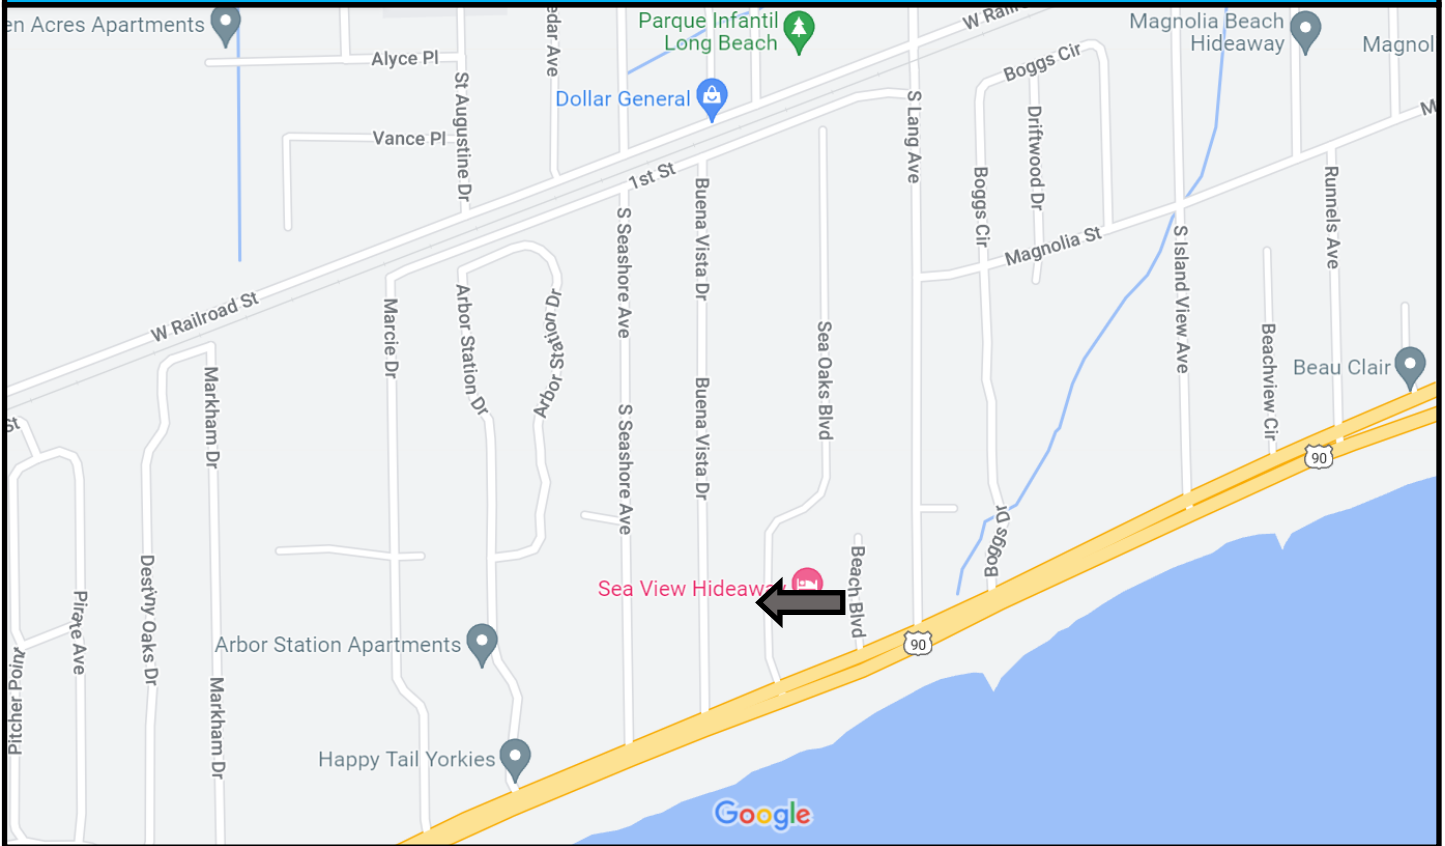 en Acres Apartments
edar Ave
Parque Infantil
Long Beach
W Railr
Magnolia Beach
Hideaway
Magnol
Alyce Pl
St Augustine Dr
Boggs Cir
Dollar General
S Lang Ave
Driftwood Dr
M
Vance Pl
1st St
Buena Vista Dr
Boggs Cir
Runnels Ave
S Seashore Ave
Magnolia St
S Island View Ave
W Railroad St
Marcie Dr
Arbor Station Dr
Arbor Station Dr
Sea Oaks Blvd
Beachview Cir
Beau Clair
Markham Dr
Buena Vista Dr
St
S Seashore Ave
90
Boggs Dr
Destiny Oaks Dr
Pirate Ave
Beach Blvd
Sea View Hideaway
Arbor Station Apartments
90
Pitcher Point
Markham Dr
Happy Tail Yorkies
Google